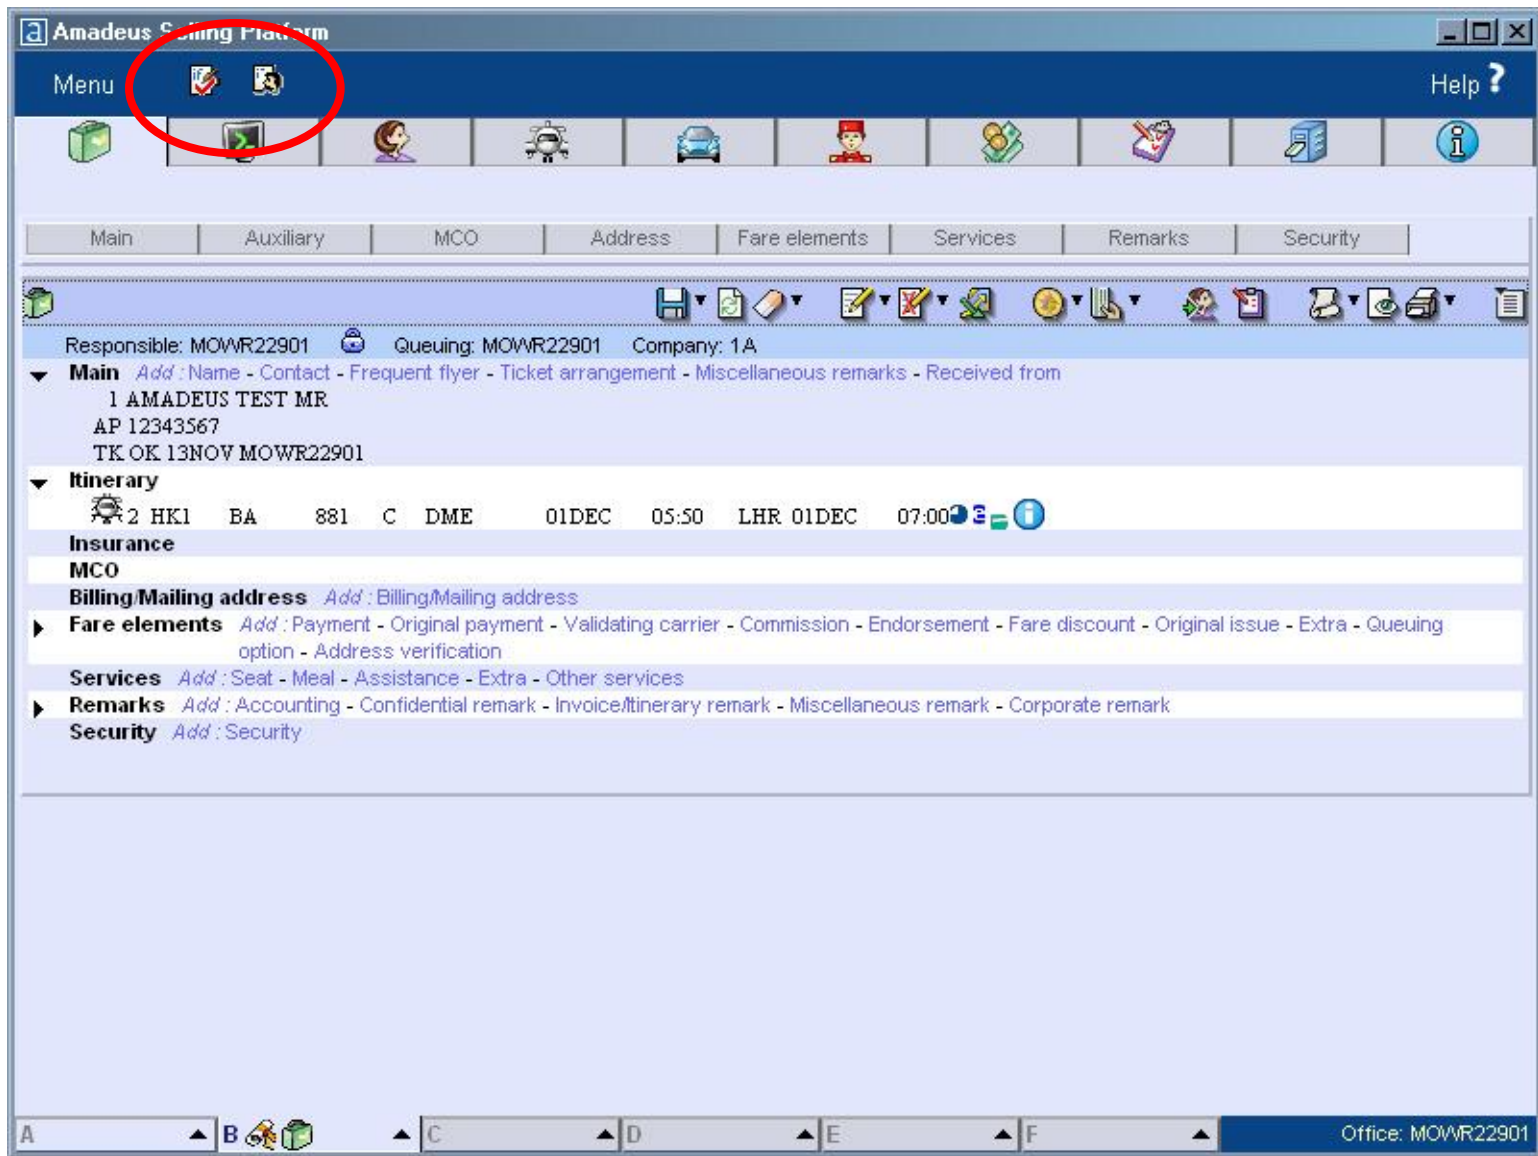 Amadeus Selling Platform
Menu Help ?
Main Auxiliary MCO Address Fare elements Services Remarks Security
Responsible: MOWR22901 Queuing: MOWR22901 Company: 1A
Main Add : Name - Contact - Frequent flyer - Ticket arrangement - Miscellaneous remarks - Received from
1 AMADEUS TEST MR
AP 12343567
TK OK 13NOV MOWR22901
Itinerary
2 HK1 BA 881 C DME 01DEC 05:50 LHR 01DEC 07:00
Insurance
MCO
Billing/Mailing address Add : Billing/Mailing address
Fare elements Add : Payment - Original payment - Validating carrier - Commission - Endorsement - Fare discount - Original issue - Extra - Queuing
option - Address verification
Services Add : Seat - Meal - Assistance - Extra - Other services
Remarks Add : Accounting - Confidential remark - Invoice/Itinerary remark - Miscellaneous remark - Corporate remark
Security Add : Security
A B C D E F Office: MOWR22901